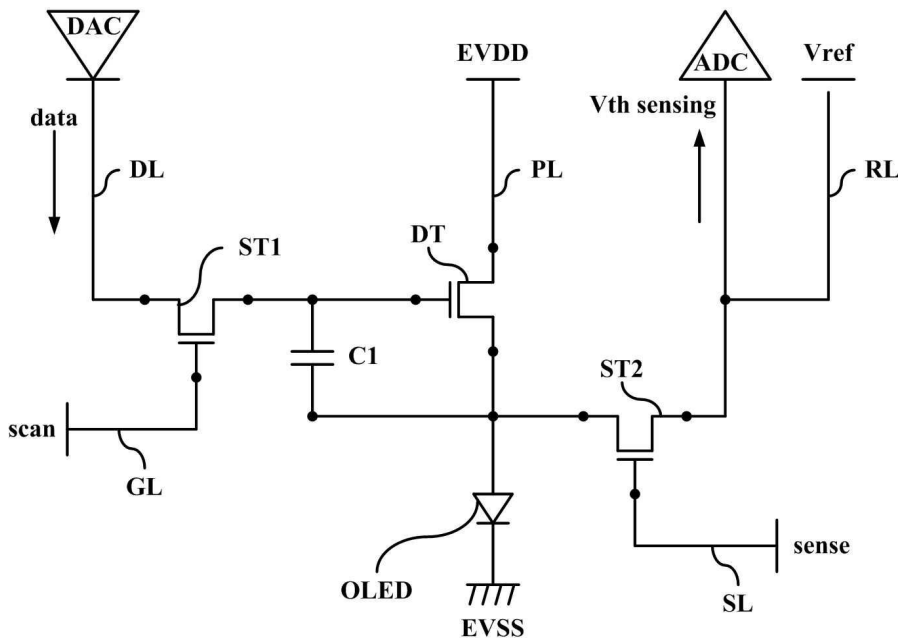 DAC
EVDD
ADC
Vref
data
Vth sensing
DL
PL
RL
ST1
DT
C1
ST2
scan
GL
OLED
sense
SL
EVSS